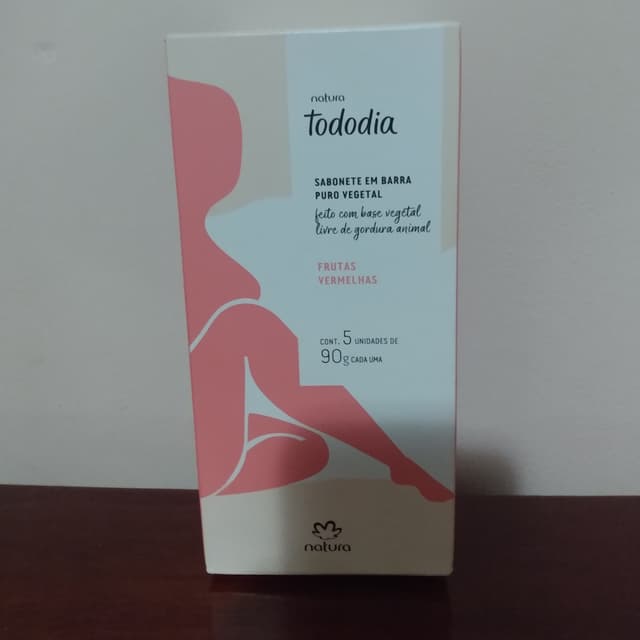 natura
Tododia
SABONETE EM BARRA
PURO VEGETAL
feito com base vegetal
livre de gordura animal
FRUTAS
VERMELHAS
CONT. 5 UNIDADES DE
90g CADA UMA
natura